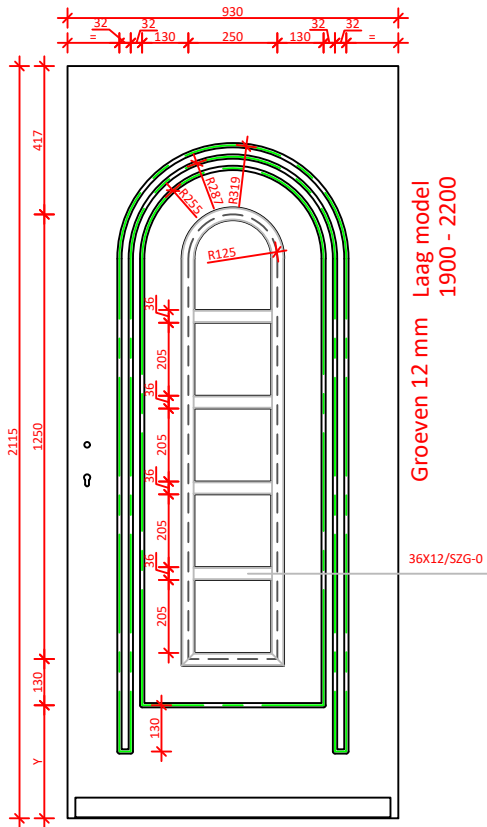 930
32
32
32
32
=
130
250
130
=
417
R319
R287
R255
R125
Laag model
1900 - 2200
Groeven 12 mm
36
205
36
205
36
205
36
205
2115
1250
36X12/SZG-0
130
130
Y